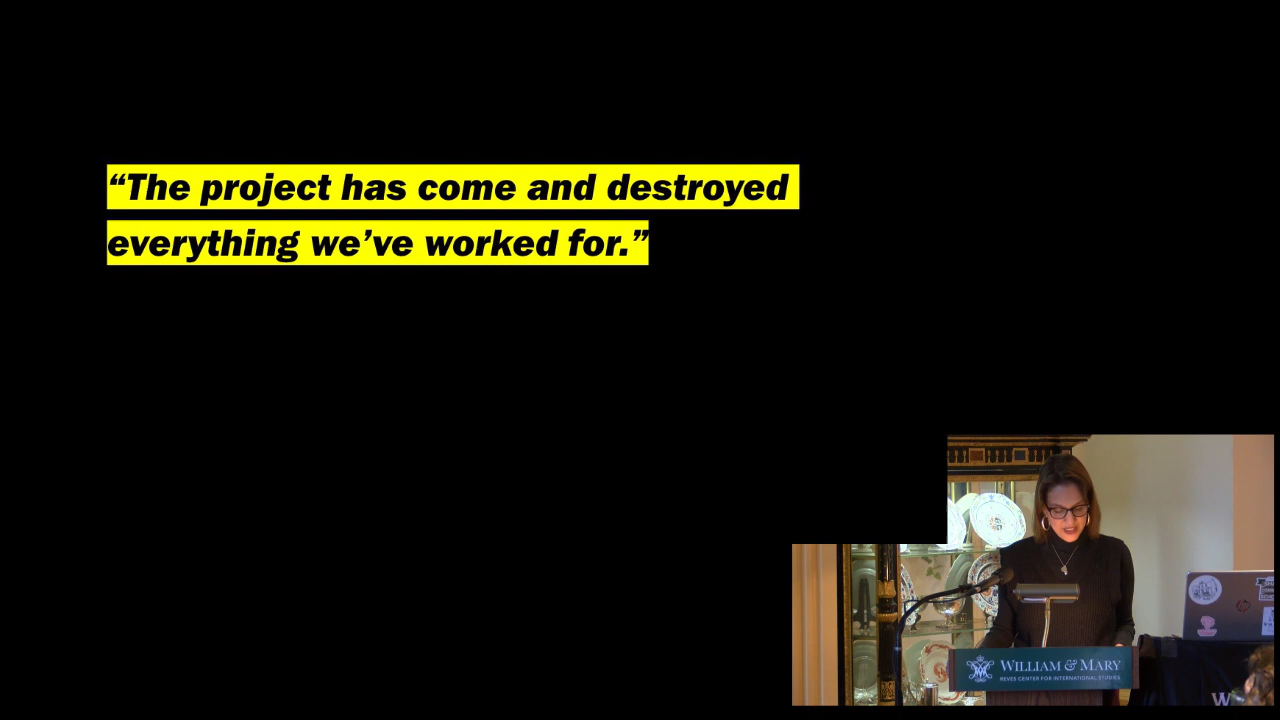 “The project has come and destroyed
everything we’ve worked for.”
WILLIAM & MARY
REVES CENTER FOR INTERNATIONAL STUDIES
W